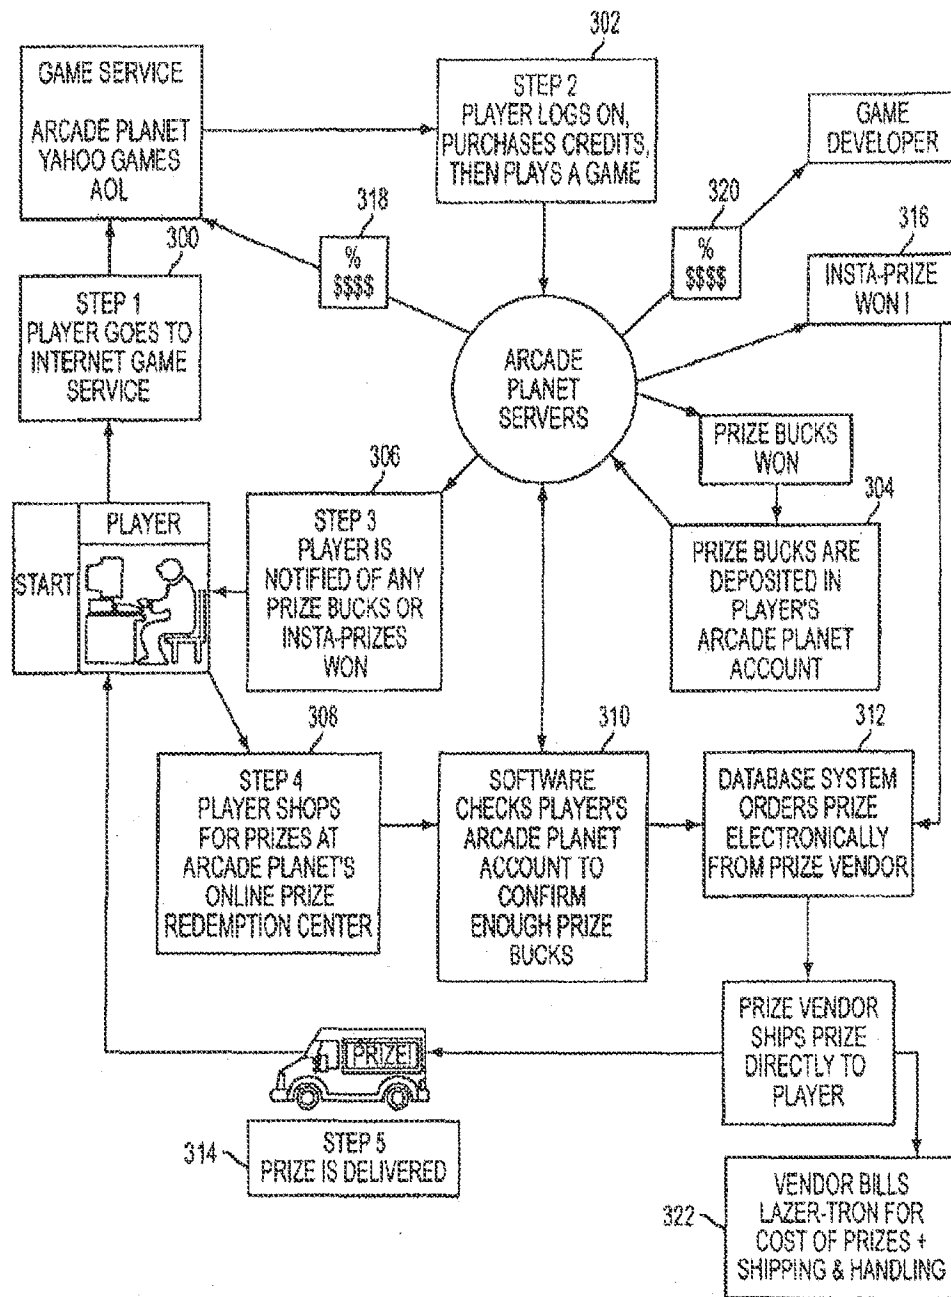 302
GAME SERVICE
ARCADE PLANET
YAHOO GAMES
AOL
STEP 2
PLAYER LOGS ON,
PURCHASES CREDITS,
THEN PLAYS A GAME
GAME
DEVELOPER
318
%
$$$$
320
%
$$$$
300
STEP 1
PLAYER GOES TO
INTERNET GAME
SERVICE
316
INSTA-PRIZE
WON !
ARCADE
PLANET
SERVERS
PRIZE BUCKS
WON
306
STEP 3
PLAYER IS
NOTIFIED OF ANY
PRIZE BUCKS OR
INSTA-PRIZES
WON
304
PRIZE BUCKS ARE
DEPOSITED IN
PLAYER'S
ARCADE PLANET
ACCOUNT
START
PLAYER
308
STEP 4
PLAYER SHOPS
FOR PRIZES AT
ARCADE PLANET'S
ONLINE PRIZE
REDEMPTION CENTER
310
SOFTWARE
CHECKS PLAYER'S
ARCADE PLANET
ACCOUNT TO
CONFIRM
ENOUGH PRIZE
BUCKS
312
DATABASE SYSTEM
ORDERS PRIZE
ELECTRONICALLY
FROM PRIZE VENDOR
PRIZE VENDOR
SHIPS PRIZE
DIRECTLY TO
PLAYER
PRIZE!
314
STEP 5
PRIZE IS DELIVERED
322
VENDOR BILLS
LAZER-TRON FOR
COST OF PRIZES +
SHIPPING & HANDLING